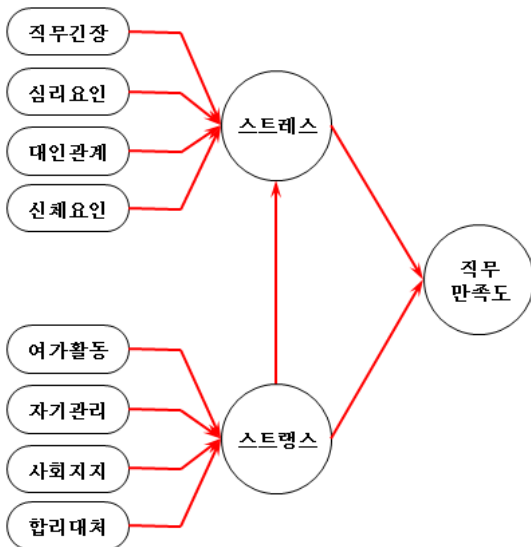 직무긴장
심리요인
대인관계
신체요인
스트레스
직무
만족도
여가활동
자기관리
사회지지
합리대처
스트랭스